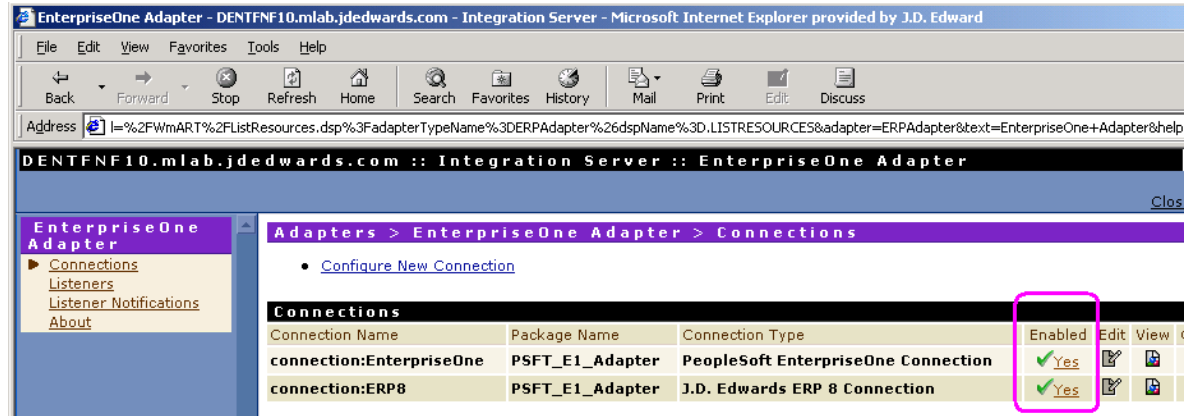 EnterpriseOne Adapter - DENTFNF10.mlab.jdedwards.com - Integration Server - Microsoft Internet Explorer provided by J.D. Edward
File Edit View Favorites Tools Help
Back Forward Stop Refresh Home Search Favorites History Mail Print Edit Discuss
Address l=%2FWmART%2FListResources.dsp%3FadapterTypeName%3DERPAdapter%26dspName%3D.LISTRESOURCES&adapter=ERPAdapter&text=EnterpriseOne+Adapter&help
DENTFNF10.mlab.jdedwards.com :: Integration Server :: EnterpriseOne Adapter
Clos
EnterpriseOne
Adapter
Connections
Listeners
Listener Notifications
About
Adapters > EnterpriseOne Adapter > Connections
• Configure New Connection
Connections
Connection Name Package Name Connection Type Enabled Edit View
connection:EnterpriseOne PSFT_E1_Adapter PeopleSoft EnterpriseOne Connection Yes
connection:ERP8 PSFT_E1_Adapter J.D. Edwards ERP 8 Connection Yes